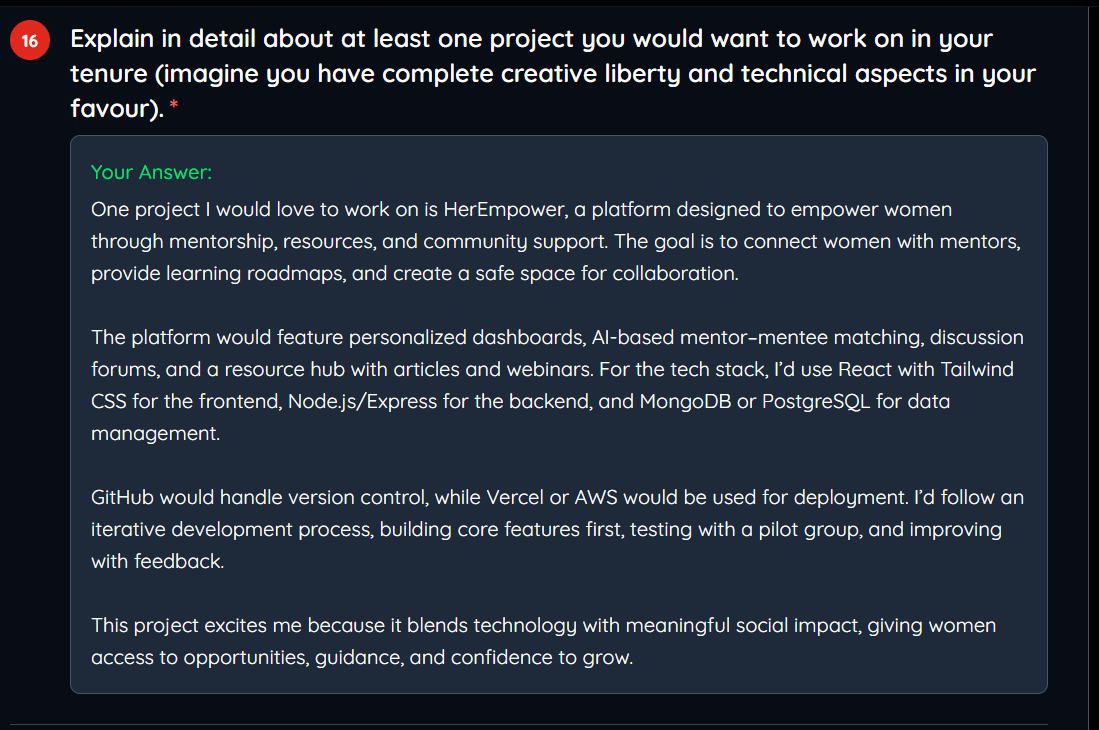 16
Explain in detail about at least one project you would want to work on in your
tenure (imagine you have complete creative liberty and technical aspects in your
favour). *
Your Answer:
One project I would love to work on is HerEmpower, a platform designed to empower women
through mentorship, resources, and community support. The goal is to connect women with mentors,
provide learning roadmaps, and create a safe space for collaboration.
The platform would feature personalized dashboards, AI-based mentor–mentee matching, discussion
forums, and a resource hub with articles and webinars. For the tech stack, I’d use React with Tailwind
CSS for the frontend, Node.js/Express for the backend, and MongoDB or PostgreSQL for data
management.
GitHub would handle version control, while Vercel or AWS would be used for deployment. I’d follow an
iterative development process, building core features first, testing with a pilot group, and improving
with feedback.
This project excites me because it blends technology with meaningful social impact, giving women
access to opportunities, guidance, and confidence to grow.